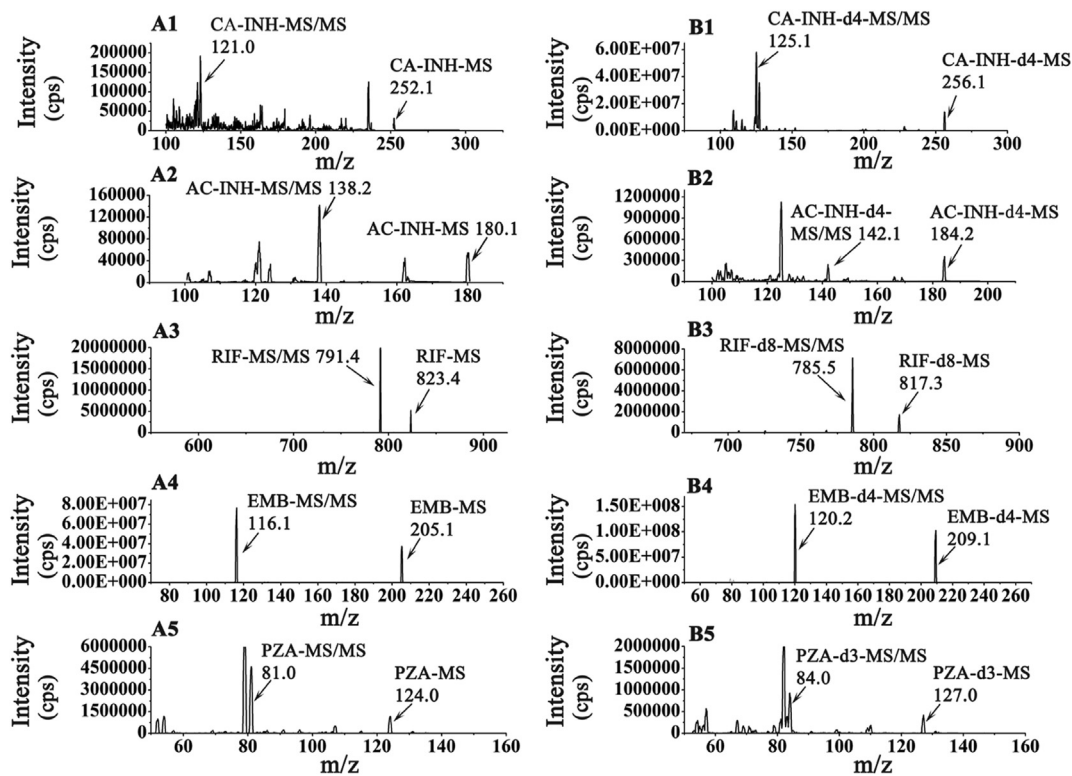 A1
CA-INH-MS/MS
121.0
CA-INH-MS
252.1
Intensity
(cps)
200000
150000
100000
50000
0
100 150 200 250 300
m/z
B1
CA-INH-d4-MS/MS
125.1
CA-INH-d4-MS
256.1
Intensity
(cps)
6.00E+007
4.00E+007
2.00E+007
0.00E+000
100 150 200 250 300
m/z
A2
AC-INH-MS/MS 138.2
AC-INH-MS 180.1
Intensity
(cps)
160000
120000
80000
40000
0
100 120 140 160 180
m/z
B2
AC-INH-d4-
MS/MS 142.1
AC-INH-d4-MS
184.2
Intensity
(cps)
1200000
900000
600000
300000
0
100 120 140 160 180 200
m/z
A3
RIF-MS/MS 791.4
RIF-MS
823.4
Intensity
(cps)
20000000
15000000
10000000
5000000
0
600 700 800 900
m/z
B3
RIF-d8-MS/MS
785.5
RIF-d8-MS
817.3
Intensity
(cps)
8000000
6000000
4000000
2000000
0
700 750 800 850 900
m/z
A4
EMB-MS/MS
116.1
EMB-MS
205.1
Intensity
(cps)
8.00E+007
6.00E+007
4.00E+007
2.00E+007
0.00E+000
80 100 120 140 160 180 200 220 240 260
m/z
B4
EMB-d4-MS/MS
120.2
EMB-d4-MS
209.1
Intensity
(cps)
1.50E+008
1.00E+008
5.00E+007
0.00E+000
60 80 100 120 140 160 180 200 220 240 260
m/z
A5
PZA-MS/MS
81.0
PZA-MS
124.0
Intensity
(cps)
6000000
4500000
3000000
1500000
0
60 80 100 120 140 160
m/z
B5
PZA-d3-MS/MS
84.0
PZA-d3-MS
127.0
Intensity
(cps)
2000000
1500000
1000000
500000
0
60 80 100 120 140 160
m/z